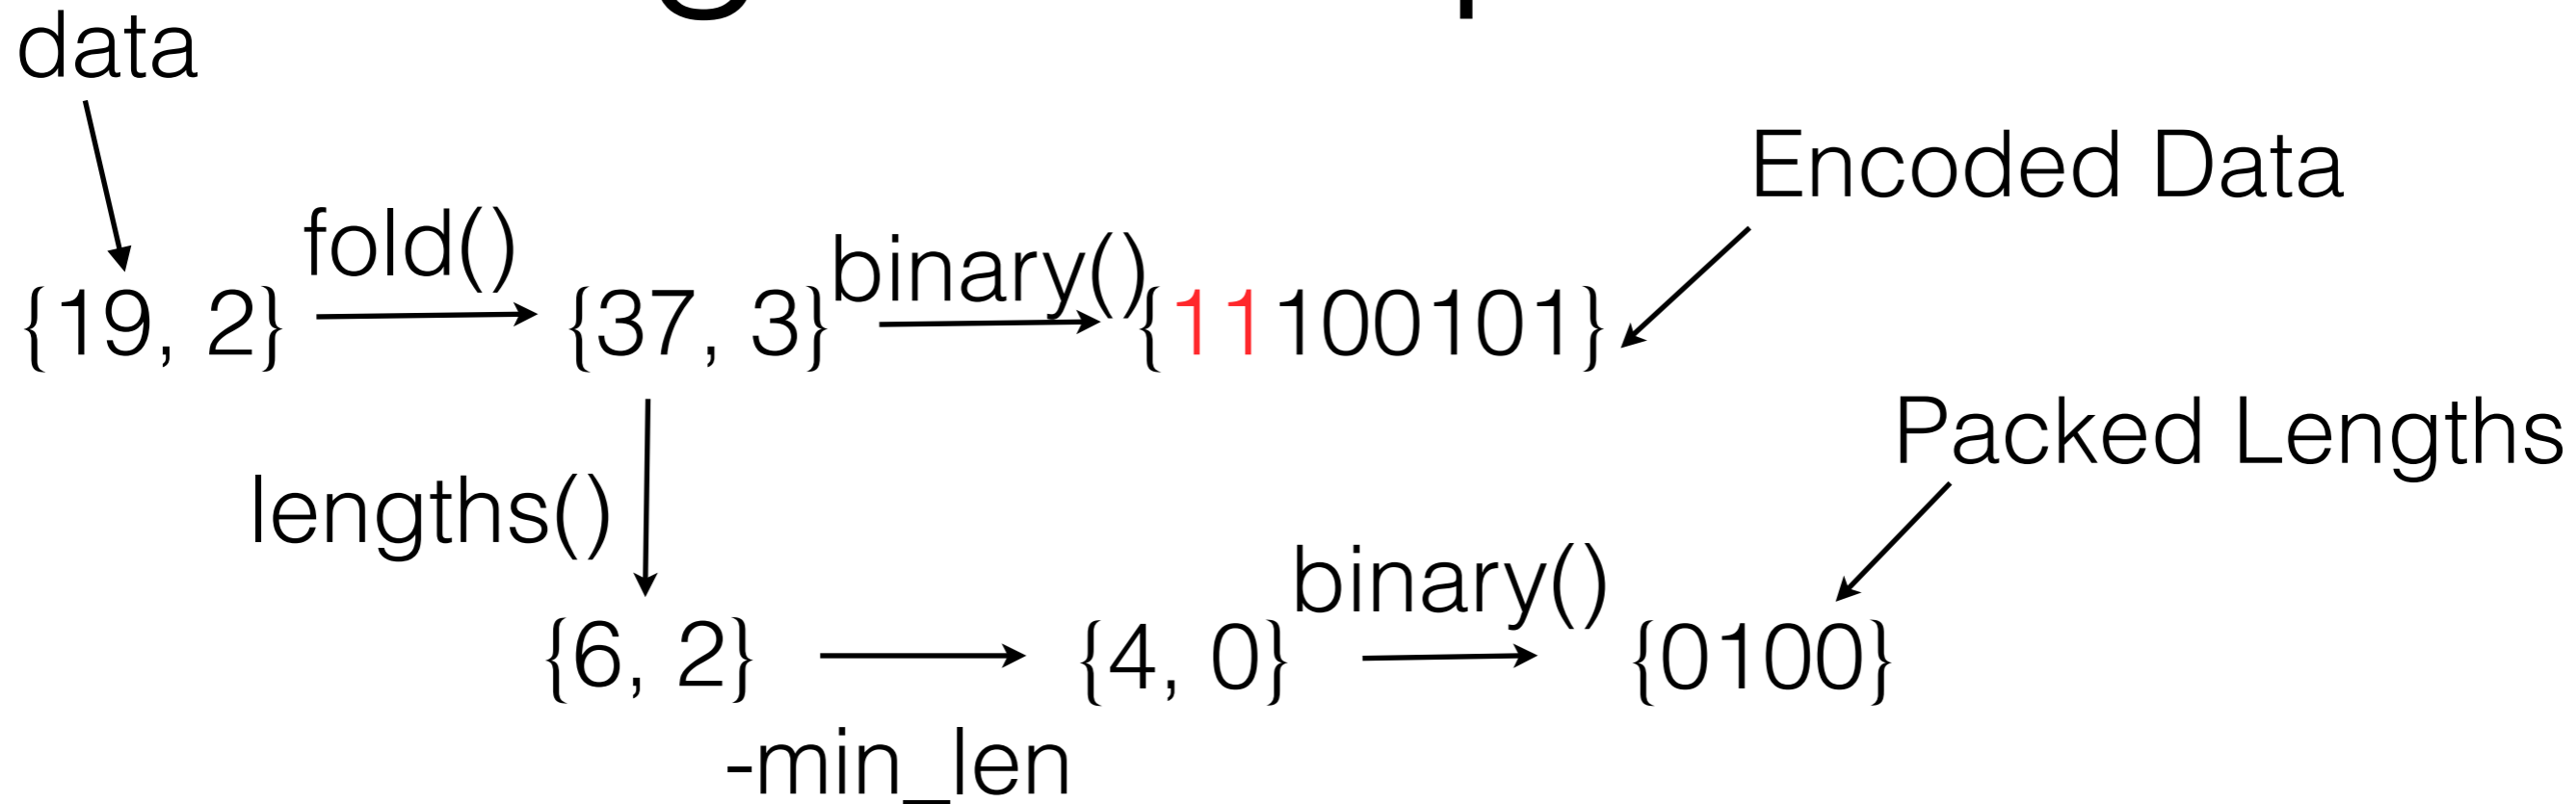 data
Encoded Data
fold()
binary()
{19, 2} {37, 3} {11100101}
Packed Lengths
lengths()
binary()
{6, 2} {4, 0} {0100}
-min_len